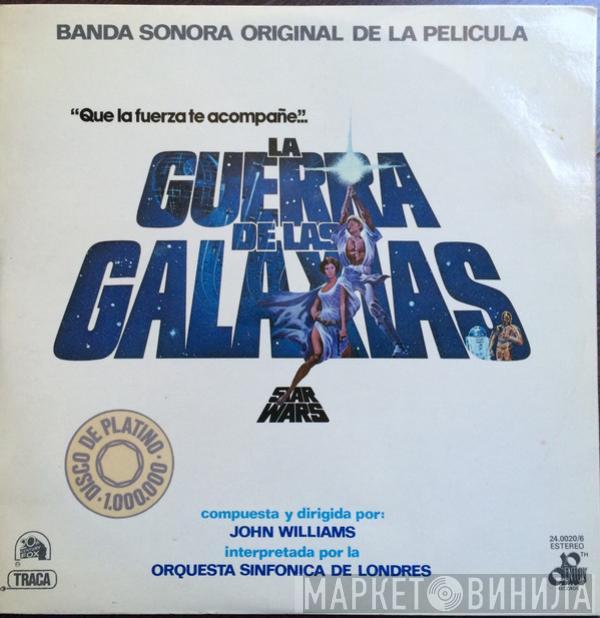 BANDA SONORA ORIGINAL DE LA PELICULA
"Que la fuerza te acompañe"...
LA
GUERRA
DE LAS
GALAXIAS
STAR
WARS
DISCO DE PLATINO · 1.000.000 ·
compuesta y dirigida por:
JOHN WILLIAMS
interpretada por la
ORQUESTA SINFONICA DE LONDRES
FOX
TRACA
24.0020/6
ESTEREO
TH
МАРКЕТ ВИНИЛА